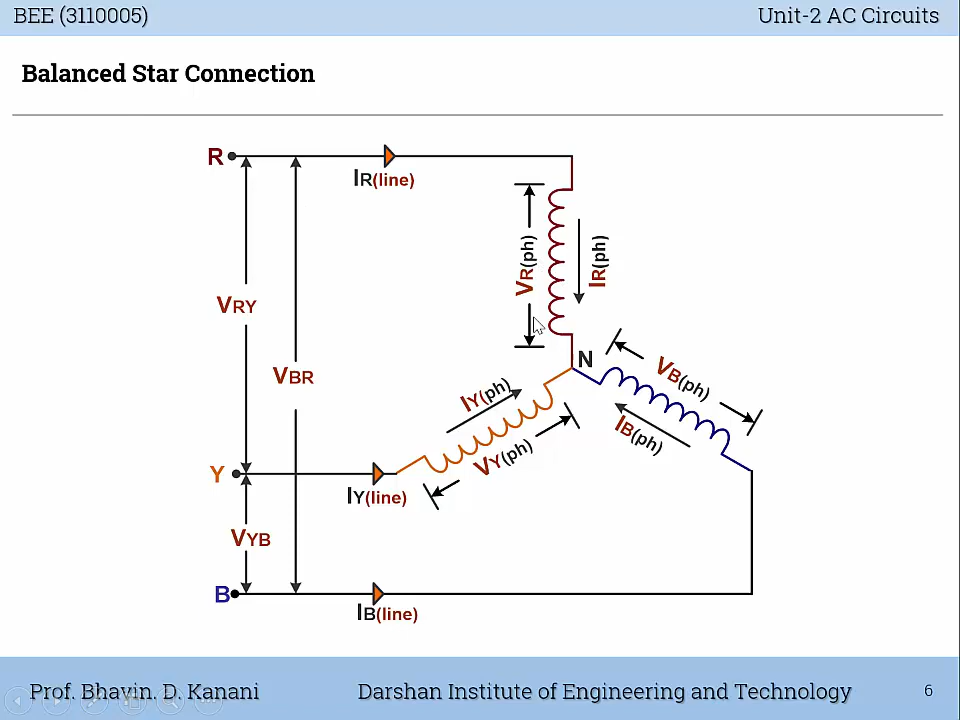 BEE (3110005)
Unit-2 AC Circuits
Balanced Star Connection
R
IR(line)
VR(ph)
IR(ph)
VRY
N
VBR
VB(ph)
IY(ph)
IB(ph)
VY(ph)
Y
IY(line)
VYB
B
IB(line)
Prof. Bhavin. D. Kanani
Darshan Institute of Engineering and Technology
6